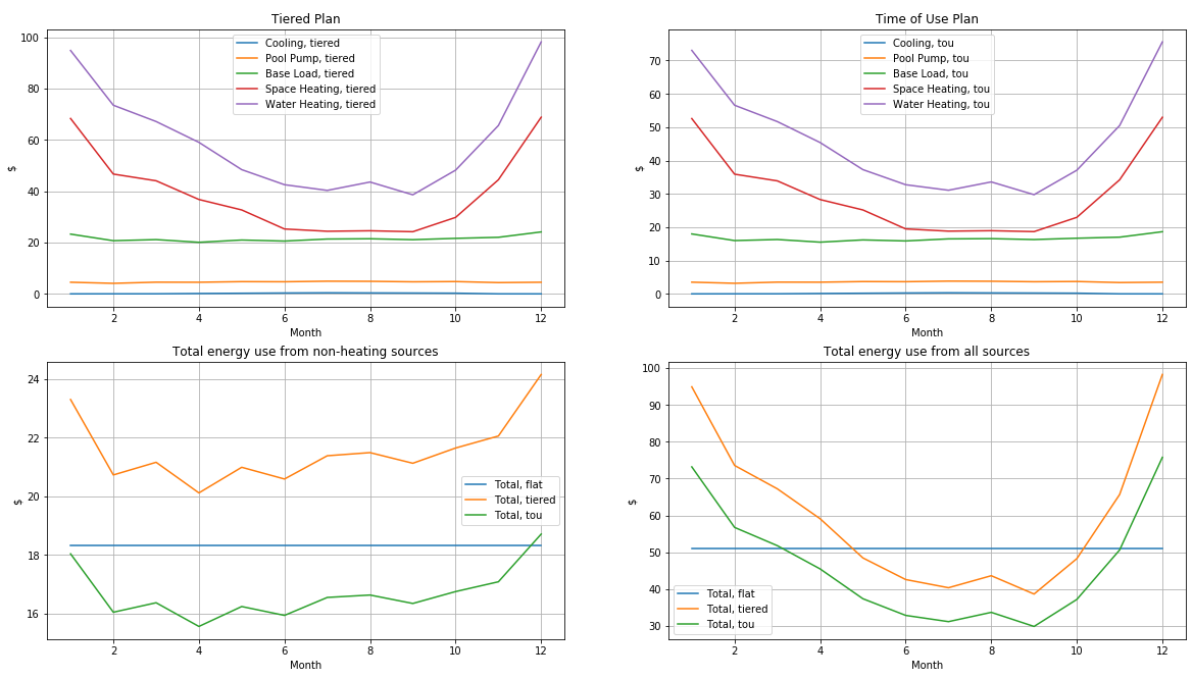 Tiered Plan
100
80
60
40
20
0
$
Cooling, tiered
Pool Pump, tiered
Base Load, tiered
Space Heating, tiered
Water Heating, tiered
2 4 6 8 10 12
Month
Time of Use Plan
70
60
50
40
30
20
10
0
$
Cooling, tou
Pool Pump, tou
Base Load, tou
Space Heating, tou
Water Heating, tou
2 4 6 8 10 12
Month
Total energy use from non-heating sources
24
22
20
18
16
$
Total, flat
Total, tiered
Total, tou
2 4 6 8 10 12
Month
Total energy use from all sources
100
90
80
70
60
50
40
30
$
Total, flat
Total, tiered
Total, tou
2 4 6 8 10 12
Month